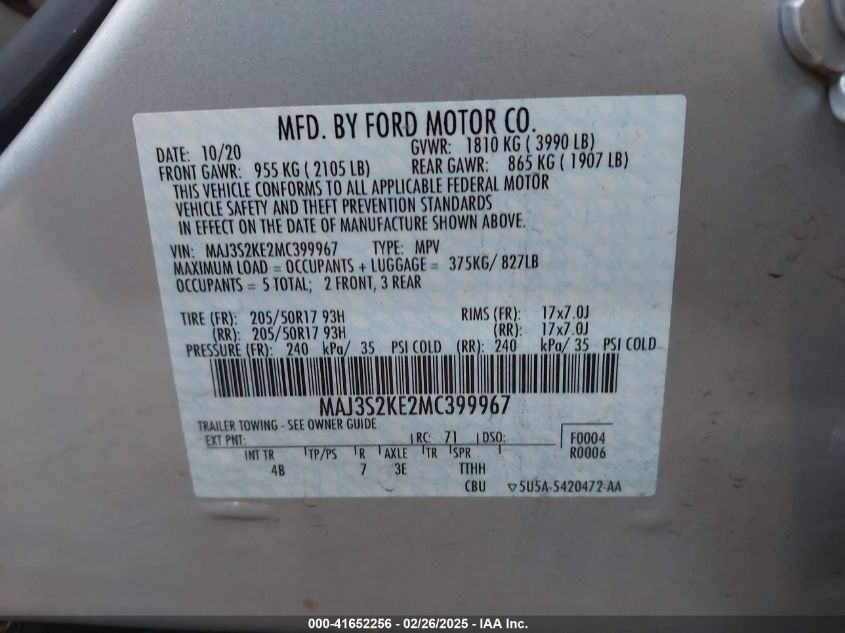 MFD. BY FORD MOTOR CO.
DATE: 10/20 GVWR: 1810 KG ( 3990 LB)
FRONT GAWR: 955 KG ( 2105 LB) REAR GAWR: 865 KG ( 1907 LB)
THIS VEHICLE CONFORMS TO ALL APPLICABLE FEDERAL MOTOR
VEHICLE SAFETY AND THEFT PREVENTION STANDARDS
IN EFFECT ON THE DATE OF MANUFACTURE SHOWN ABOVE.
VIN: MAJ3S2KE2MC399967 TYPE: MPV
MAXIMUM LOAD = OCCUPANTS + LUGGAGE = 375KG/ 827LB
OCCUPANTS = 5 TOTAL; 2 FRONT, 3 REAR
TIRE (FR): 205/50R17 93H RIMS (FR): 17x7.0J
(RR): 205/50R17 93H (RR): 17x7.0J
PRESSURE (FR): 240 kPa/ 35 PSI COLD (RR): 240 kPa/ 35 PSI COLD
MAJ3S2KE2MC399967
TRAILER TOWING - SEE OWNER GUIDE
EXT PNT: RC: 71 DSO: F0004
R0006
INT TR TP/PS R AXLE TR SPR
4B 7 3E TTHH
CBU ▽5U5A-5420472-AA
000-41652256 - 02/26/2025 - IAA Inc.